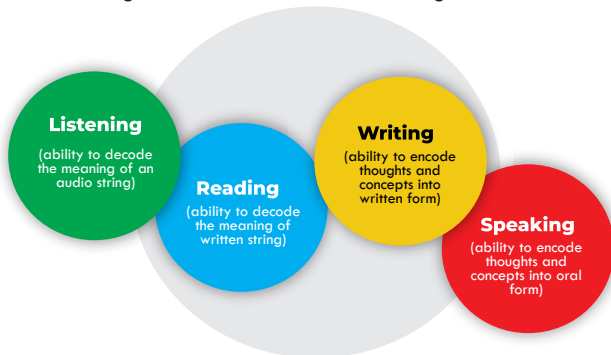 Listening
(ability to decode
the meaning of an
audio string)
Reading
(ability to decode
the meaning of
written string)
Writing
(ability to encode
thoughts and
concepts into
written form)
Speaking
(ability to encode
thoughts and
concepts into oral
form)